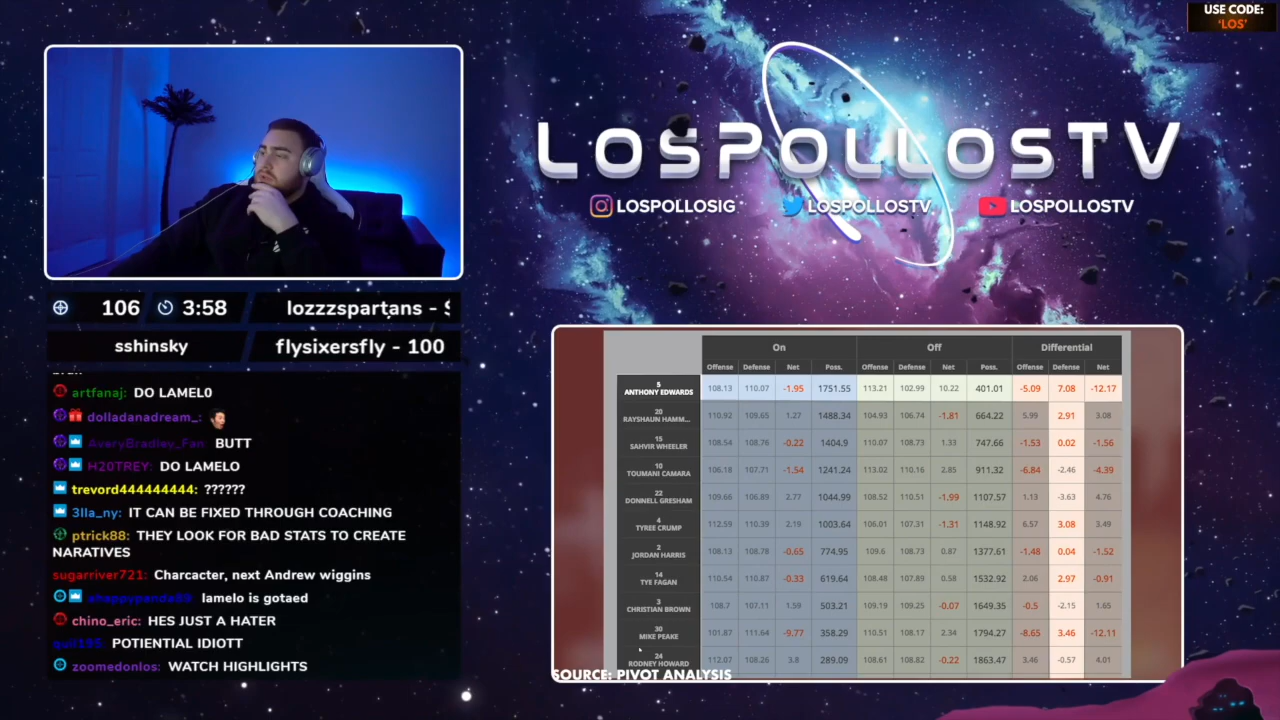 USE CODE:
'LOS'
LOSPOLLOSTV
LOSPOLLOSIG
LOSPOLLOSTV
LOSPOLLOSTV
106
3:58
lozzzspartans -
sshinsky
flysixersfly - 100
artfanaj: DO LAMEL0
dolladanadream_:
AveryBradley_Fan: BUTT
H20TREY: DO LAMELO
trevord444444444: ??????
3lla_ny: IT CAN BE FIXED THROUGH COACHING
ptrick88: THEY LOOK FOR BAD STATS TO CREATE
NARATIVES
sugarriver721: Charcacter, next Andrew wiggins
shappypanda89: lamelo is gotaed
chino_eric: HES JUST A HATER
POTIENTIAL IDIOTT
zoomedonlos: WATCH HIGHLIGHTS
On Off Differential
Offense Defense Net Poss. Offense Defense Net Poss. Offense Defense Net
5
ANTHONY EDWARDS 108.13 110.07 -1.95 1751.55 113.21 102.99 10.22 401.01 -5.09 7.08 -12.17
20
RAYSHAUN HAMM... 110.92 109.65 1.27 1488.34 104.93 106.74 -1.81 664.22 5.99 2.91 3.08
15
SAHVIR WHEELER 108.54 108.76 -0.22 1404.9 110.07 108.73 1.33 747.66 -1.53 0.02 -1.56
10
TOUMANI CAMARA 106.18 107.71 -1.54 1241.24 113.02 110.16 2.85 911.32 -6.84 -2.46 -4.39
22
DONNELL GRESHAM 109.66 106.89 2.77 1044.99 108.52 110.51 -1.99 1107.57 1.13 -3.63 4.76
4
TYREE CRUMP 112.59 110.39 2.19 1003.64 106.01 107.31 -1.31 1148.92 6.57 3.08 3.49
2
JORDAN HARRIS 108.13 108.78 -0.65 774.95 109.6 108.73 0.87 1377.61 -1.48 0.04 -1.52
14
TYE FAGAN 110.54 110.87 -0.33 619.64 108.48 107.89 0.58 1532.92 2.06 2.97 -0.91
3
CHRISTIAN BROWN 108.7 107.11 1.59 503.21 109.19 109.25 -0.07 1649.35 -0.5 -2.15 1.65
30
MIKE PEAKE 101.87 111.64 -9.77 358.29 110.51 108.17 2.34 1794.27 -8.65 3.46 -12.11
24
RODNEY HOWARD 112.07 108.26 3.8 289.09 108.61 108.82 -0.22 1863.47 3.46 -0.57 4.01
SOURCE: PIVOT ANALYSIS